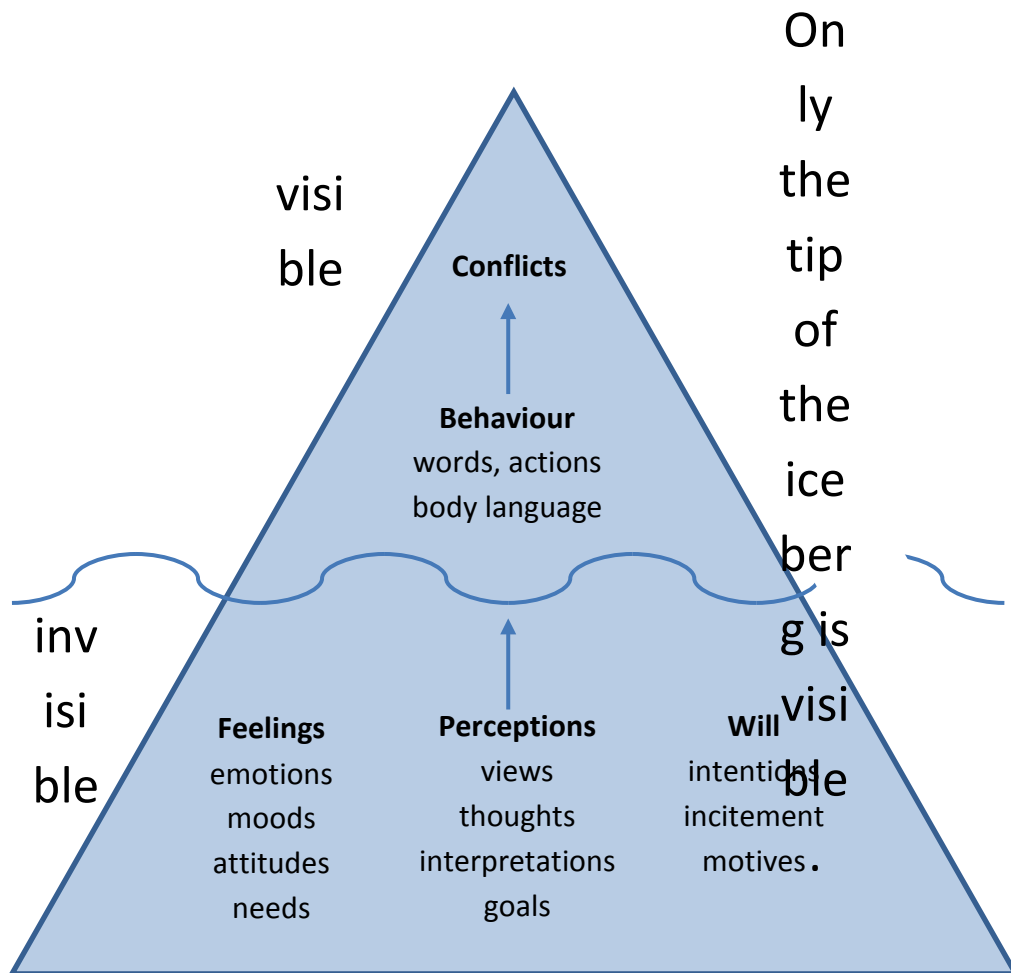 visi
ble
Conflicts
Behaviour
words, actions
body language
On
ly
the
tip
of
the
ice
ber
g is
visi
ble
inv
isi
ble
Feelings
emotions
moods
attitudes
needs
Perceptions
views
thoughts
interpretations
goals
Will
intentions
incitement
motives.